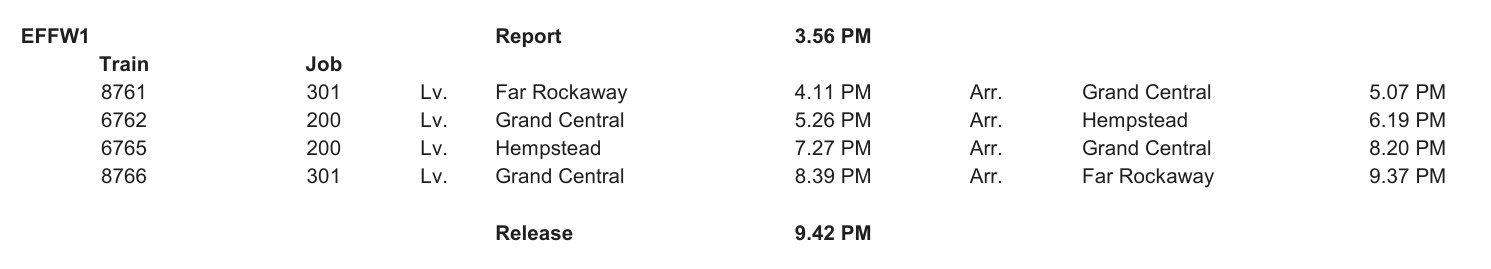 EFFW1 Report 3.56 PM
Train Job
8761 301 Lv. Far Rockaway 4.11 PM Arr. Grand Central 5.07 PM
6762 200 Lv. Grand Central 5.26 PM Arr. Hempstead 6.19 PM
6765 200 Lv. Hempstead 7.27 PM Arr. Grand Central 8.20 PM
8766 301 Lv. Grand Central 8.39 PM Arr. Far Rockaway 9.37 PM
Release 9.42 PM